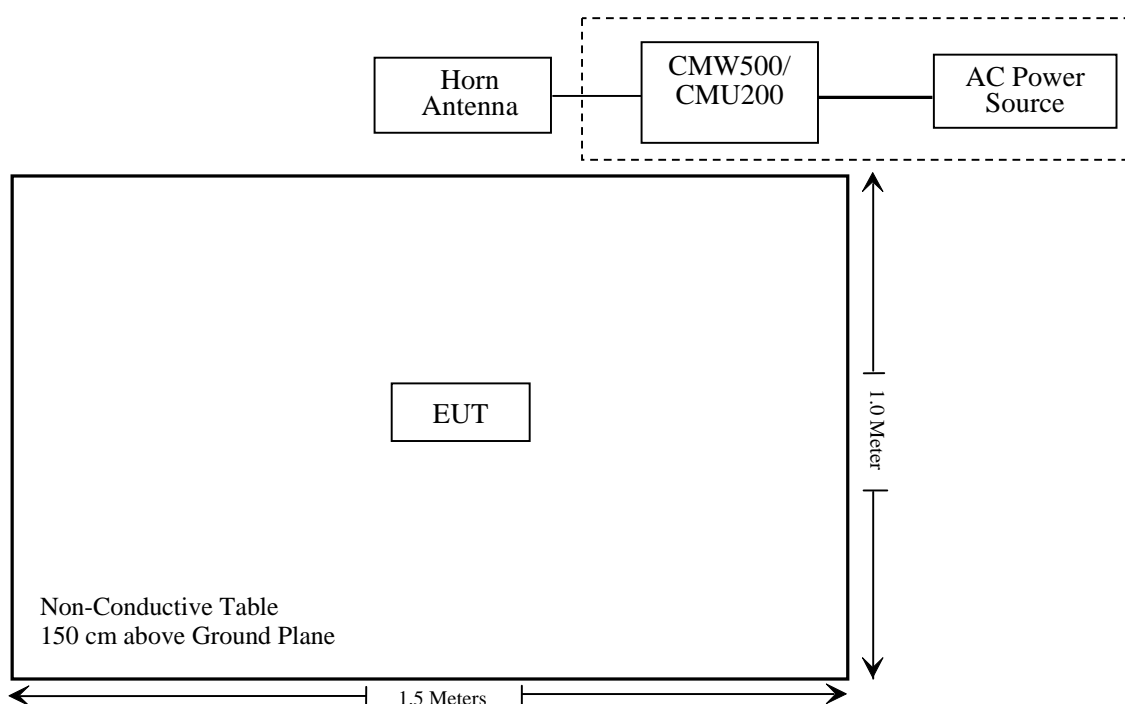 Horn
Antenna
CMW500/
CMU200
AC Power
Source
EUT
1.0 Meter
Non-Conductive Table
150 cm above Ground Plane
1.5 Meters